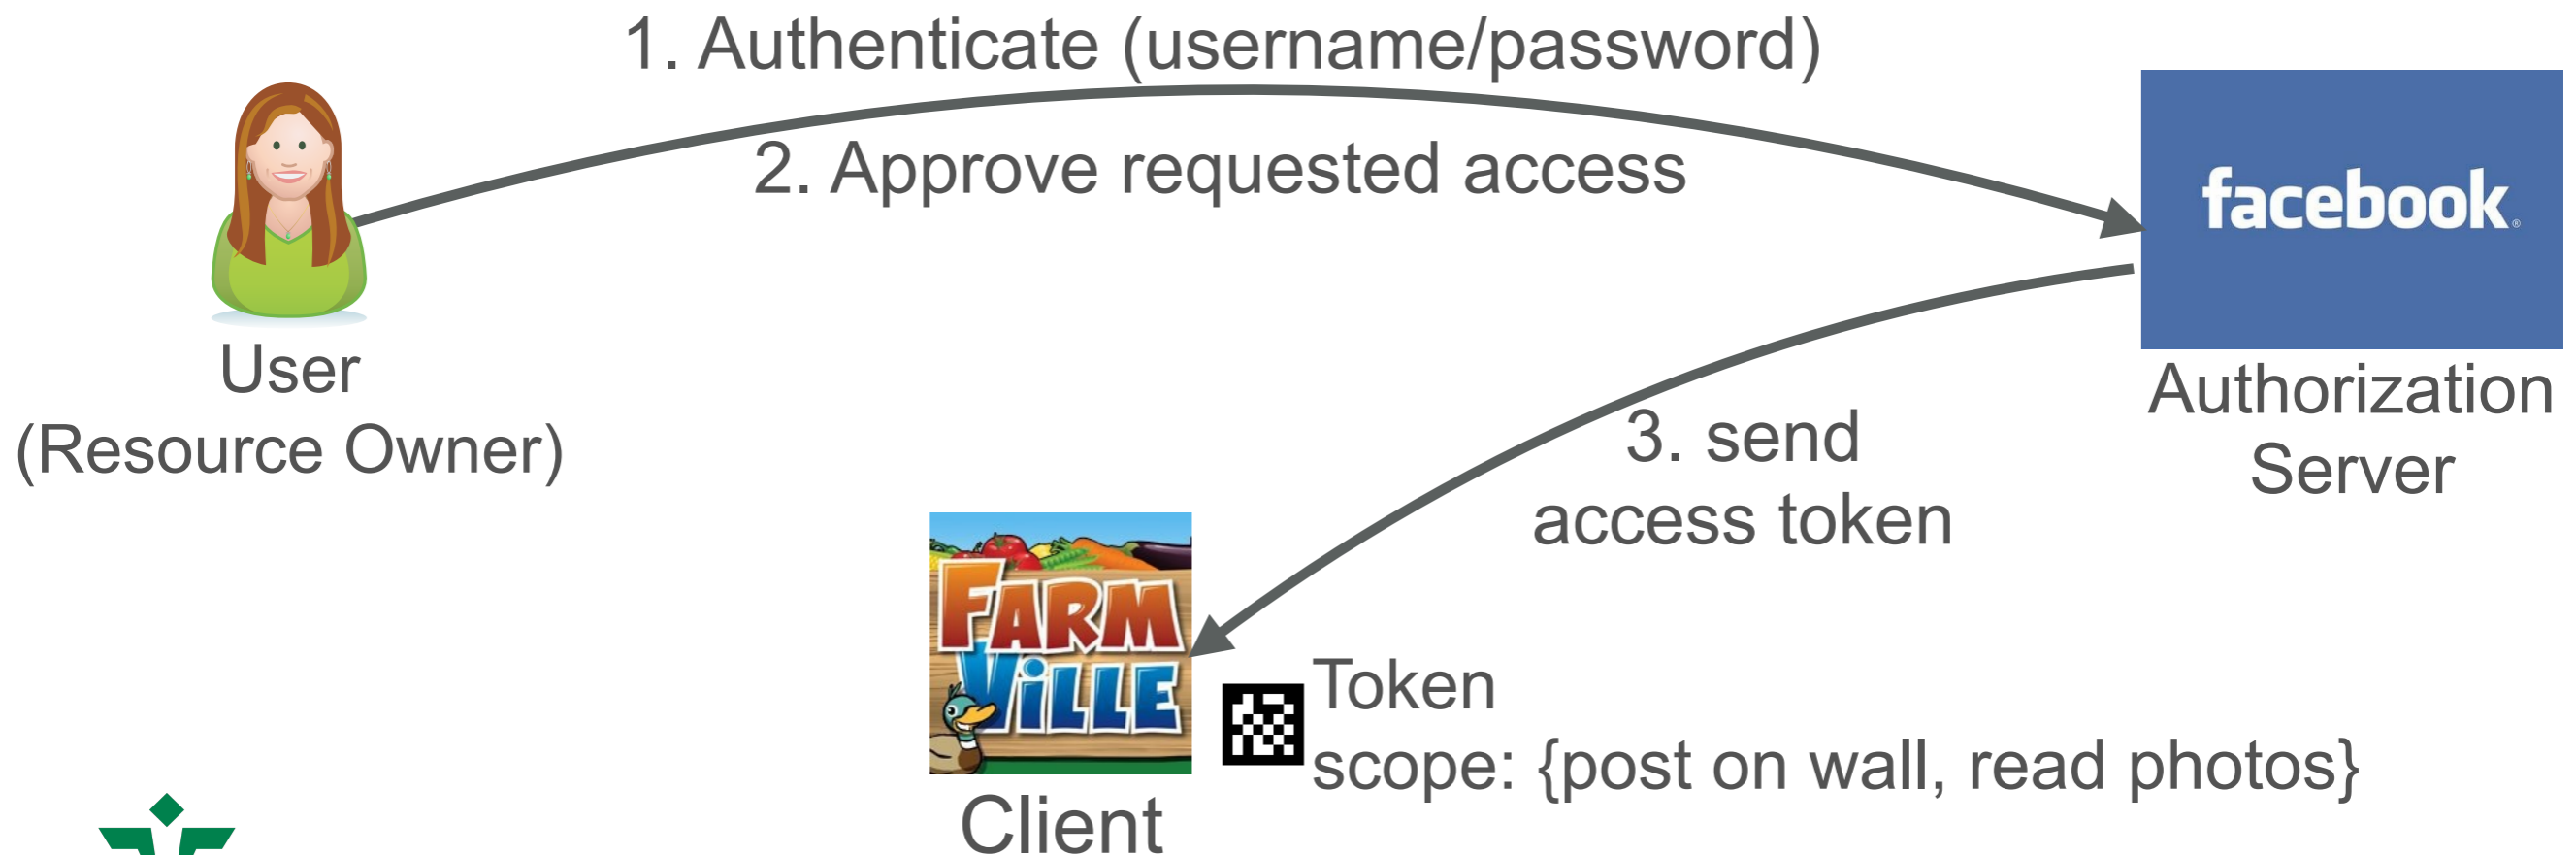 1. Authenticate (username/password)
2. Approve requested access
facebook®
User
(Resource Owner)
Authorization
Server
3. send
access token
FARM
VILLE
Token
scope: {post on wall, read photos}
Client